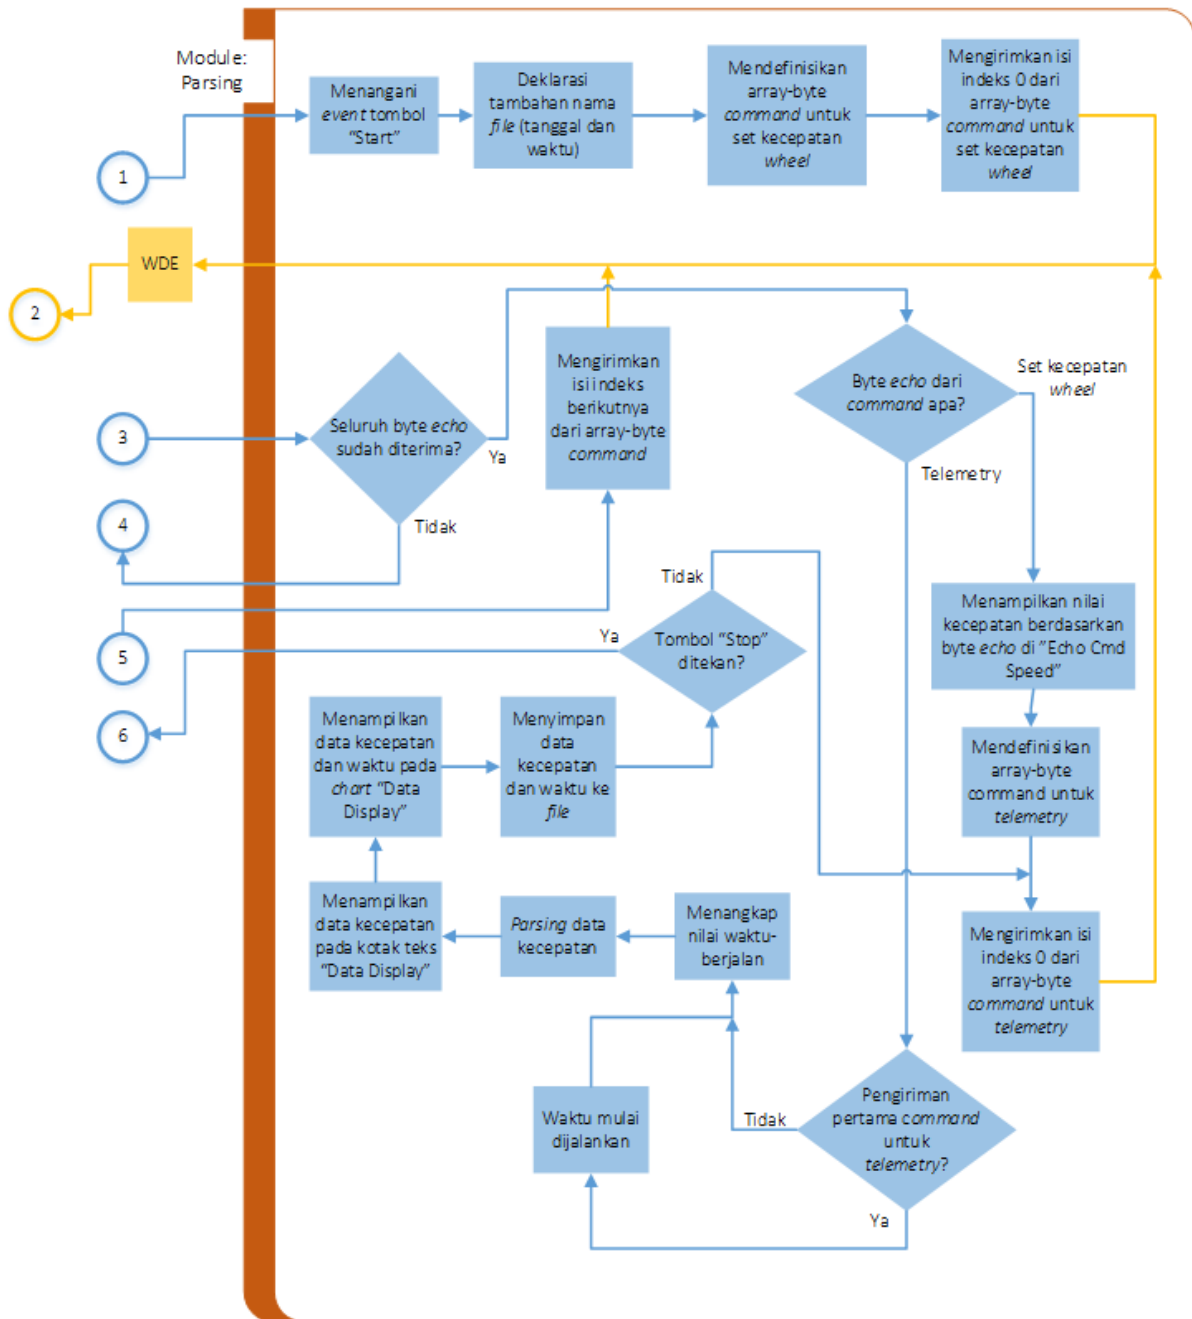 Module:
Parsing
Menangani
event tombol
"Start"
Deklarasi
tambahan nama
file (tanggal dan
waktu)
Mendefinisikan
array-byte
command untuk
set kecepatan
wheel
Mengirimkan isi
indeks 0 dari
array-byte
command untuk
set kecepatan
wheel
1
WDE
2
3
Seluruh byte echo
sudah diterima?
Ya
Tidak
Mengirimkan
isi indeks
berikutnya
dari array-byte
command
Byte echo dari
command apa?
Set kecepatan
wheel
Telemetry
4
5
6
Tidak
Ya
Tombol "Stop"
ditekan?
Menampilkan nilai
kecepatan berdasarkan
byte echo di "Echo Cmd
Speed"
Menampilkan
data kecepatan
dan waktu pada
chart "Data
Display"
Menyimpan
data
kecepatan
dan waktu ke
file
Mendefinisikan
array-byte
command untuk
telemetry
Menampilkan
data kecepatan
pada kotak teks
"Data Display"
Parsing data
kecepatan
Menangkap
nilai waktu-
berjalan
Mengirimkan isi
indeks 0 dari
array-byte
command untuk
telemetry
Waktu mulai
dijalankan
Tidak
Pengiriman
pertama command
untuk
telemetry?
Ya